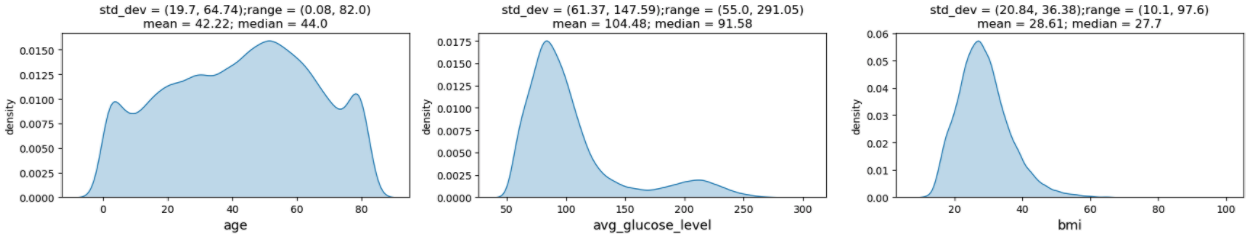 std_dev = (19.7, 64.74);range = (0.08, 82.0)
mean = 42.22; median = 44.0
0.0150
0.0125
0.0100
0.0075
0.0050
0.0025
0.0000
density
0 20 40 60 80
age
std_dev = (61.37, 147.59);range = (55.0, 291.05)
mean = 104.48; median = 91.58
0.0175
0.0150
0.0125
0.0100
0.0075
0.0050
0.0025
0.0000
density
50 100 150 200 250 300
avg_glucose_level
std_dev = (20.84, 36.38);range = (10.1, 97.6)
mean = 28.61; median = 27.7
0.06
0.05
0.04
0.03
0.02
0.01
0.00
density
20 40 60 80 100
bmi